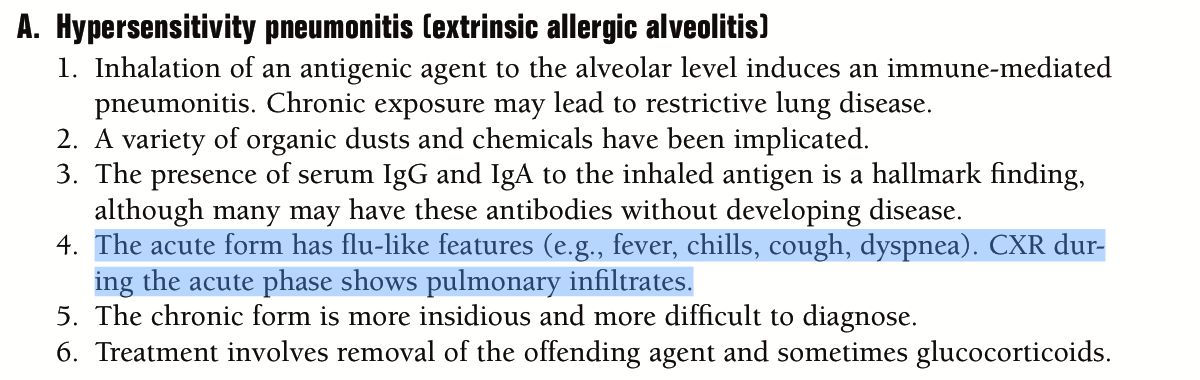 A. Hypersensitivity pneumonitis (extrinsic allergic alveolitis)
1. Inhalation of an antigenic agent to the alveolar level induces an immune-mediated
pneumonitis. Chronic exposure may lead to restrictive lung disease.
2. A variety of organic dusts and chemicals have been implicated.
3. The presence of serum IgG and IgA to the inhaled antigen is a hallmark finding,
although many may have these antibodies without developing disease.
4. The acute form has flu-like features (e.g., fever, chills, cough, dyspnea). CXR dur-
ing the acute phase shows pulmonary infiltrates.
5. The chronic form is more insidious and more difficult to diagnose.
6. Treatment involves removal of the offending agent and sometimes glucocorticoids.